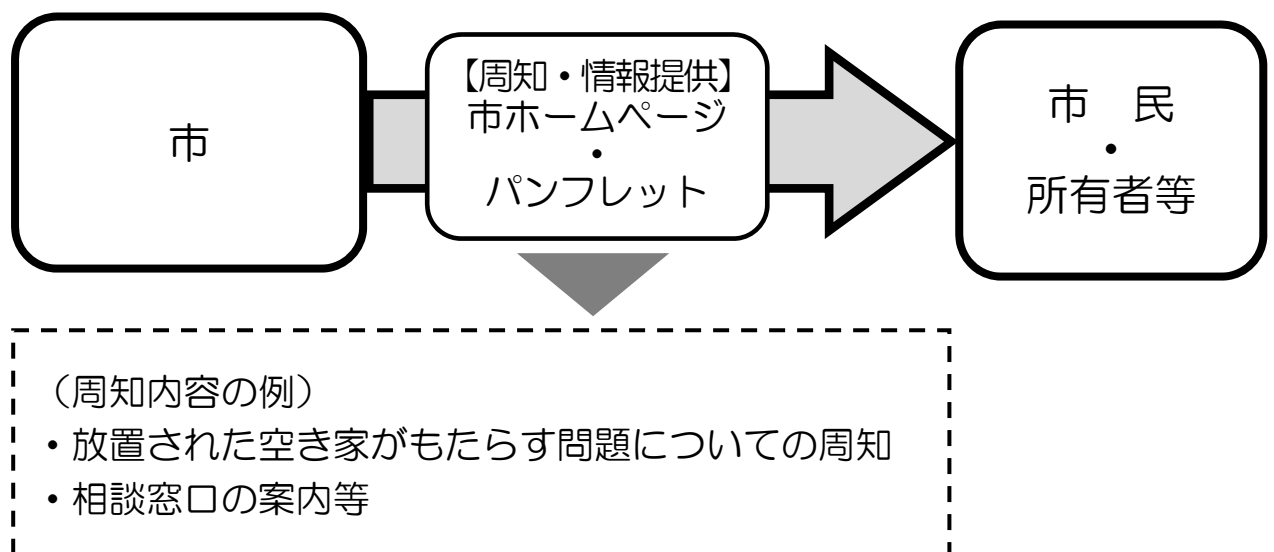 市
【周知・情報提供】
市ホームページ
・
パンフレット
市　民
・
所有者等
（周知内容の例）
・放置された空き家がもたらす問題についての周知
・相談窓口の案内等